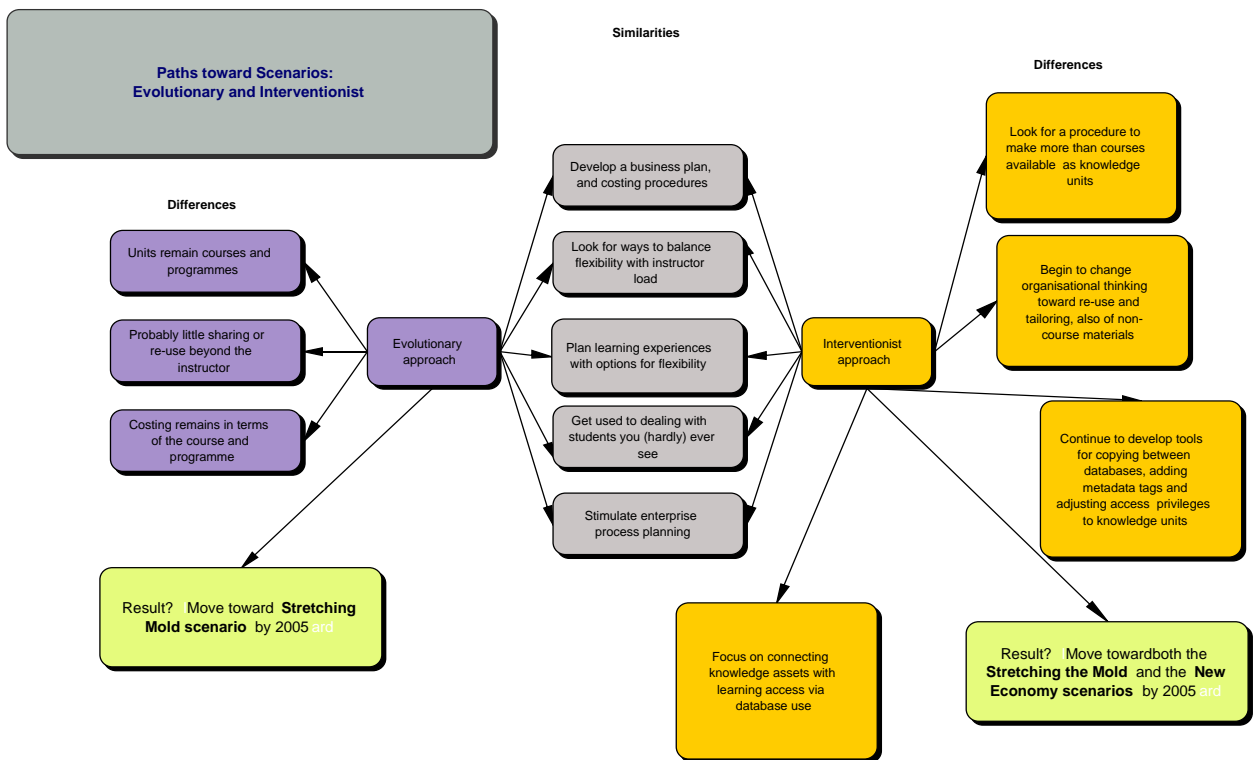 Similarities
Paths toward Scenarios:
Evolutionary and Interventionist
Differences
Differences
Units remain courses and
programmes
Probably little sharing or
re-use beyond the
instructor
Costing remains in terms
of the course and
programme
Evolutionary
approach
Develop a business plan,
and costing procedures
Look for ways to balance
flexibility with instructor
load
Plan learning experiences
with options for flexibility
Get used to dealing with
students you (hardly) ever
see
Stimulate enterprise
process planning
Interventionist
approach
Look for a procedure to
make more than courses
available as knowledge
units
Begin to change
organisational thinking
toward re-use and
tailoring, also of non-
course materials
Continue to develop tools
for copying between
databases, adding
metadata tags and
adjusting access privileges
to knowledge units
Result? Move toward Stretching
Mold scenario by 2005 ard
Focus on connecting
knowledge assets with
learning access via
database use
Result? Move towardboth the
Stretching the Mold and the New
Economy scenarios by 2005 ard